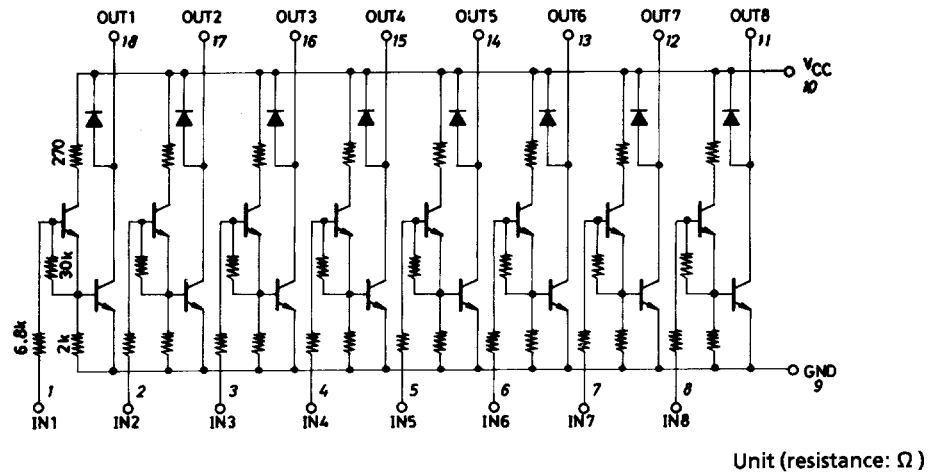 OUT1 OUT2 OUT3 OUT4 OUT5 OUT6 OUT7 OUT8
18 17 16 15 14 13 12 11
VCC
10
270
30k
6.8k
2k
GND
9
1 2 3 4 5 6 7 8
IN1 IN2 IN3 IN4 IN5 IN6 IN7 IN8
Unit (resistance: Ω )